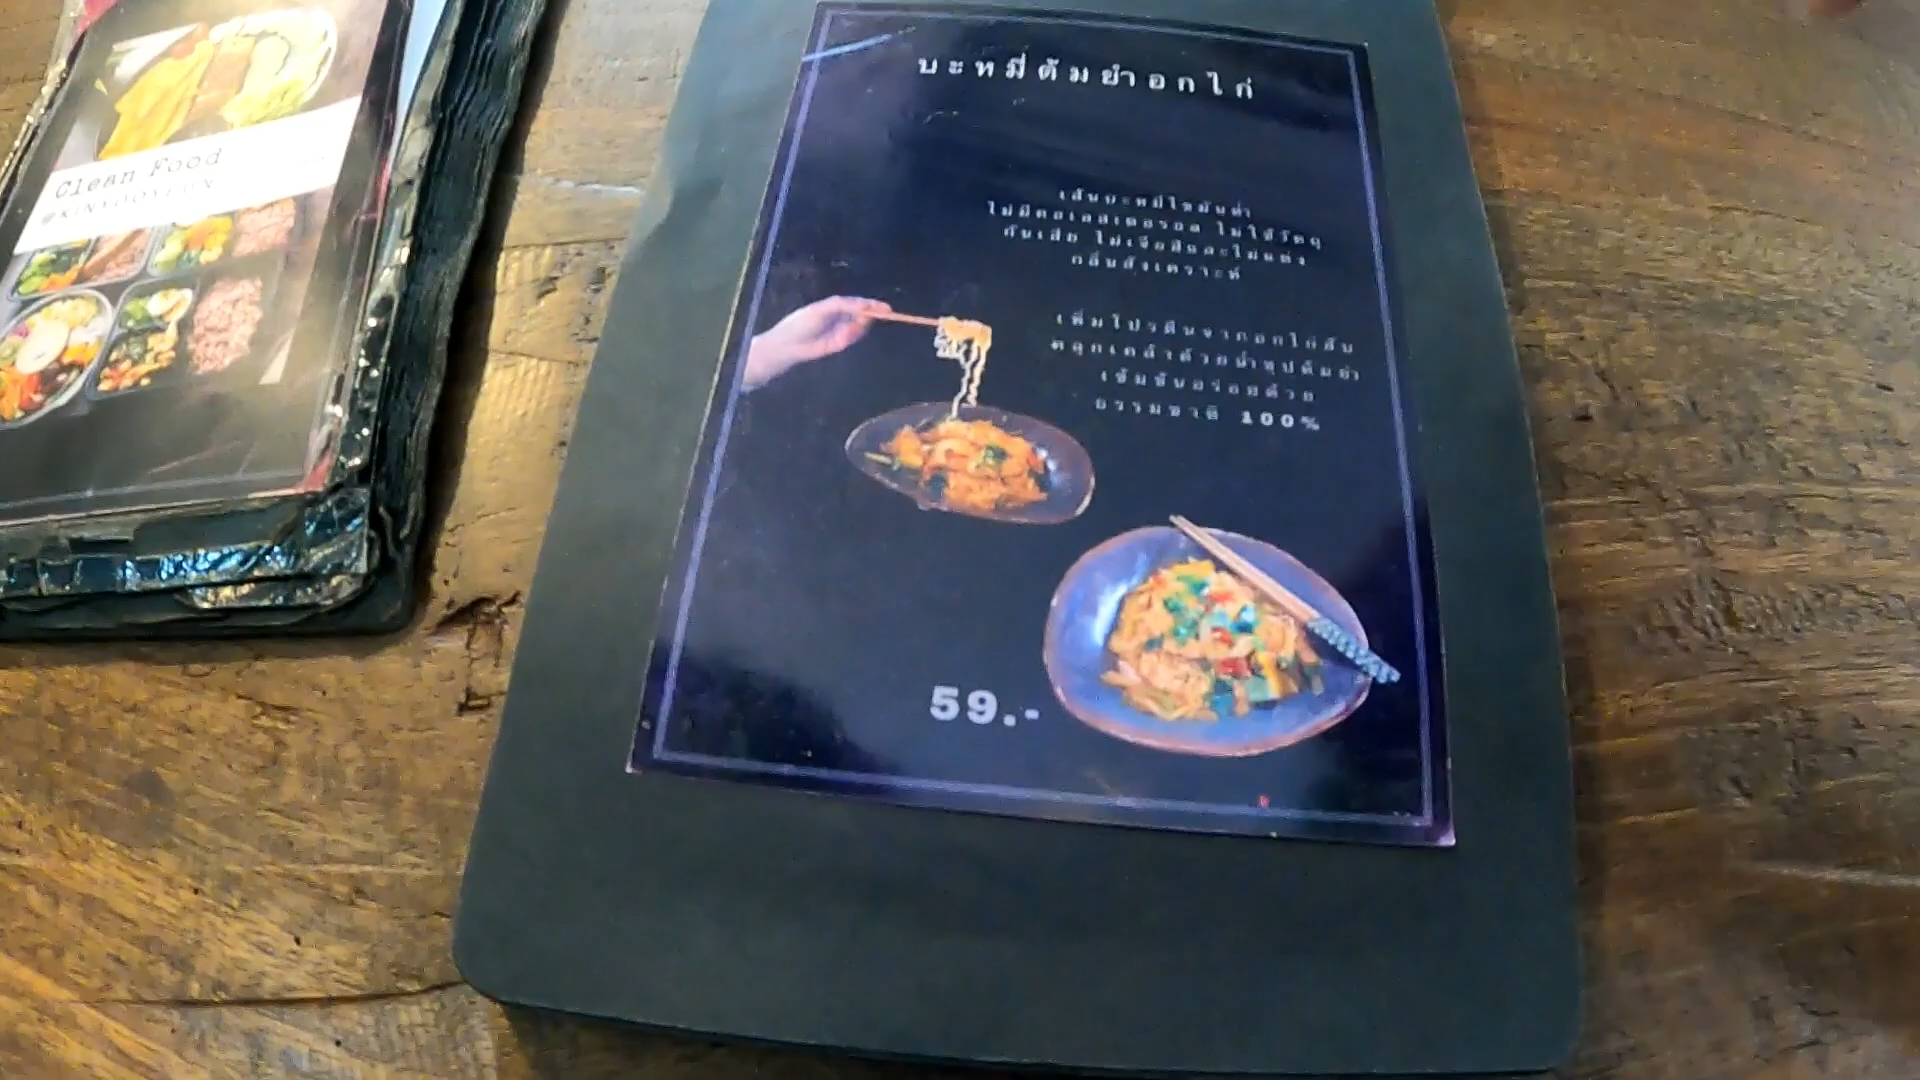 Clean Food
@KINYOOYLUN
บะหมี่ต้มยำอกไก่
เส้นบะหมี่ไขมันต่ำ
ไม่มีคอเลสเตอรอล ไม่ใช้วัตถุ
กันเสีย ไม่เจือสีและไม่แต่ง
กลิ่นสังเคราะห์
เพิ่มโปรตีนจากอกไก่ชิ้น
คลุกเคล้าด้วยน้ำซุปต้มยำ
เข้มข้นอร่อยด้วย
ธรรมชาติ 100%
59.-